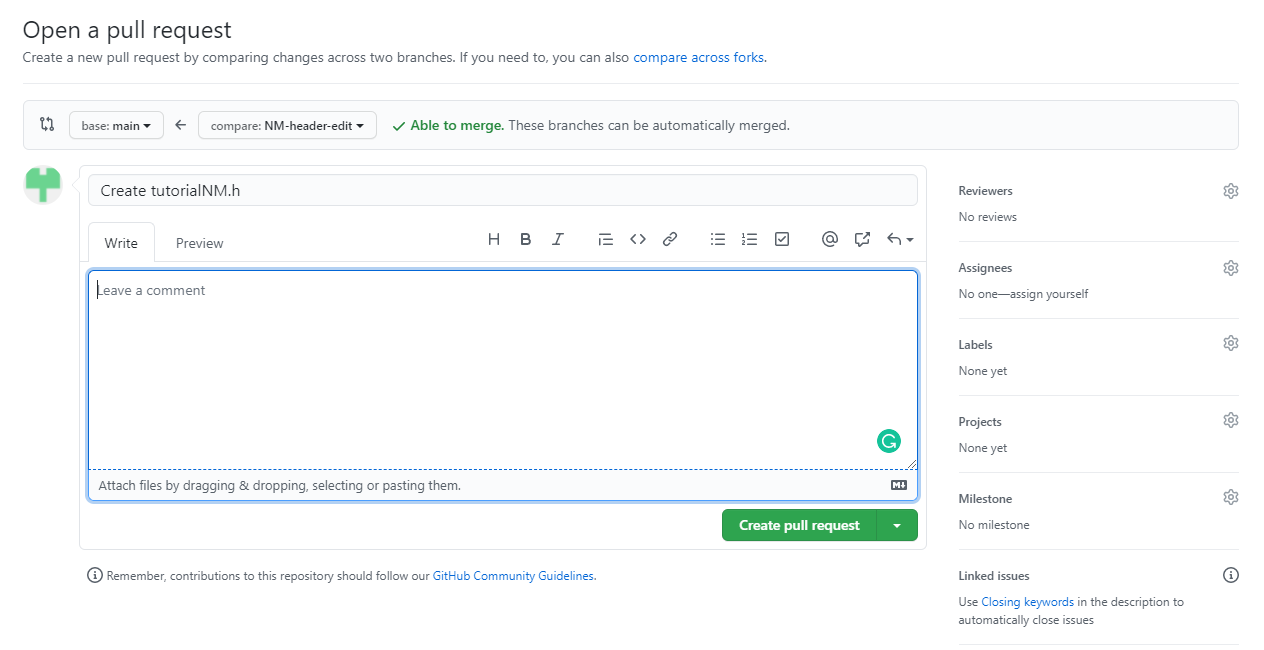 Open a pull request
Create a new pull request by comparing changes across two branches. If you need to, you can also compare across forks.
base: main
compare: NM-header-edit
Able to merge. These branches can be automatically merged.
Create tutorialNM.h
Write
Preview
Leave a comment
Attach files by dragging & dropping, selecting or pasting them.
Create pull request
Remember, contributions to this repository should follow our GitHub Community Guidelines.
Reviewers
No reviews
Assignees
No one—assign yourself
Labels
None yet
Projects
None yet
Milestone
No milestone
Linked issues
Use Closing keywords in the description to
automatically close issues